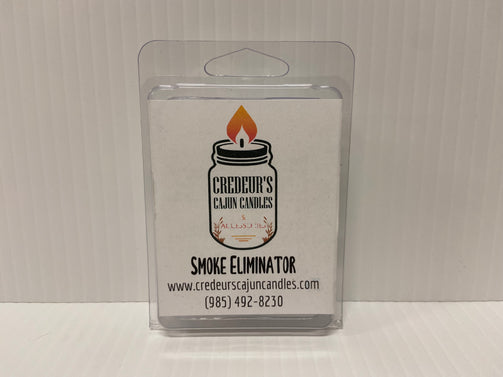 CREDEUR'S
CAJUN CANDLES
&
SMOKE ELIMINATOR
www.credeurscajuncandles.com
(985) 492-8230